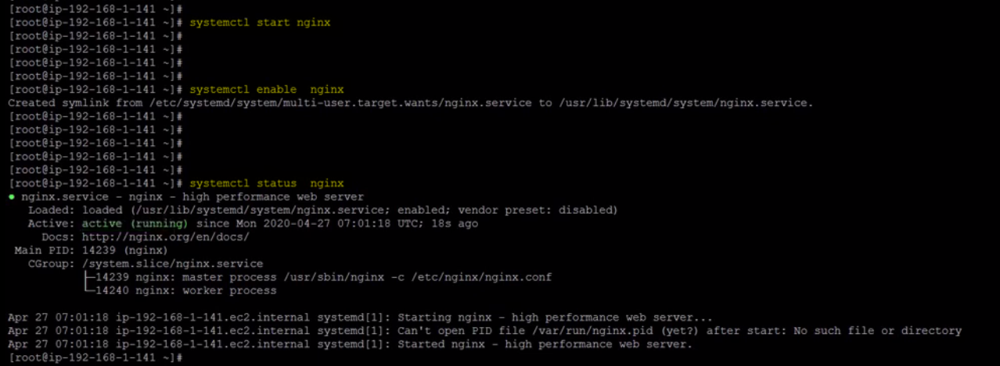 [root@ip-192-168-1-141 ~]#
[root@ip-192-168-1-141 ~]# systemctl start nginx
[root@ip-192-168-1-141 ~]#
[root@ip-192-168-1-141 ~]#
[root@ip-192-168-1-141 ~]#
[root@ip-192-168-1-141 ~]#
[root@ip-192-168-1-141 ~]# systemctl enable  nginx
Created symlink from /etc/systemd/system/multi-user.target.wants/nginx.service to /usr/lib/systemd/system/nginx.service.
[root@ip-192-168-1-141 ~]#
[root@ip-192-168-1-141 ~]#
[root@ip-192-168-1-141 ~]#
[root@ip-192-168-1-141 ~]#
[root@ip-192-168-1-141 ~]#
[root@ip-192-168-1-141 ~]# systemctl status  nginx
● nginx.service - nginx - high performance web server
   Loaded: loaded (/usr/lib/systemd/system/nginx.service; enabled; vendor preset: disabled)
   Active: active (running) since Mon 2020-04-27 07:01:18 UTC; 18s ago
     Docs: http://nginx.org/en/docs/
 Main PID: 14239 (nginx)
   CGroup: /system.slice/nginx.service
           ├─14239 nginx: master process /usr/sbin/nginx -c /etc/nginx/nginx.conf
           └─14240 nginx: worker process
Apr 27 07:01:18 ip-192-168-1-141.ec2.internal systemd[1]: Starting nginx - high performance web server...
Apr 27 07:01:18 ip-192-168-1-141.ec2.internal systemd[1]: Can't open PID file /var/run/nginx.pid (yet?) after start: No such file or directory
Apr 27 07:01:18 ip-192-168-1-141.ec2.internal systemd[1]: Started nginx - high performance web server.
[root@ip-192-168-1-141 ~]#